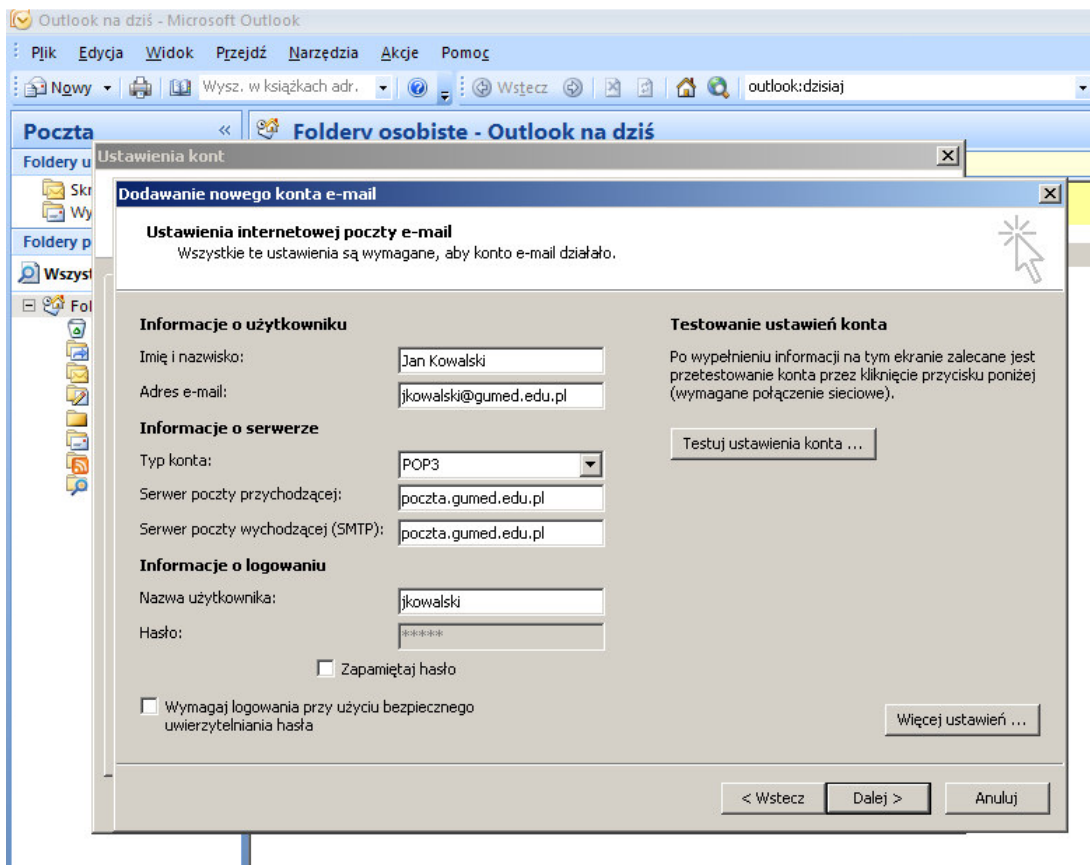 Outlook na dziś - Microsoft Outlook
Plik Edycja Widok Przejdź Narzędzia Akcje Pomoc
Nowy Wysz. w książkach adr. Wstecz outlook:dzisiaj
Poczta « Foldery osobiste - Outlook na dziś
Foldery u
Ustawienia kont
Skr
Wy
Foldery p
Wszyst
Fol
Dodawanie nowego konta e-mail
Ustawienia internetowej poczty e-mail
Wszystkie te ustawienia są wymagane, aby konto e-mail działało.
Informacje o użytkowniku
Imię i nazwisko: Jan Kowalski
Adres e-mail: jkowalski@gumed.edu.pl
Informacje o serwerze
Typ konta: POP3
Serwer poczty przychodzącej: poczta.gumed.edu.pl
Serwer poczty wychodzącej (SMTP): poczta.gumed.edu.pl
Informacje o logowaniu
Nazwa użytkownika: jkowalski
Hasło: *****
Zapamiętaj hasło
Wymagaj logowania przy użyciu bezpiecznego
uwierzytelniania hasła
Testowanie ustawień konta
Po wypełnieniu informacji na tym ekranie zalecane jest
przetestowanie konta przez kliknięcie przycisku poniżej
(wymagane połączenie sieciowe).
Testuj ustawienia konta ...
Więcej ustawień ...
< Wstecz Dalej > Anuluj